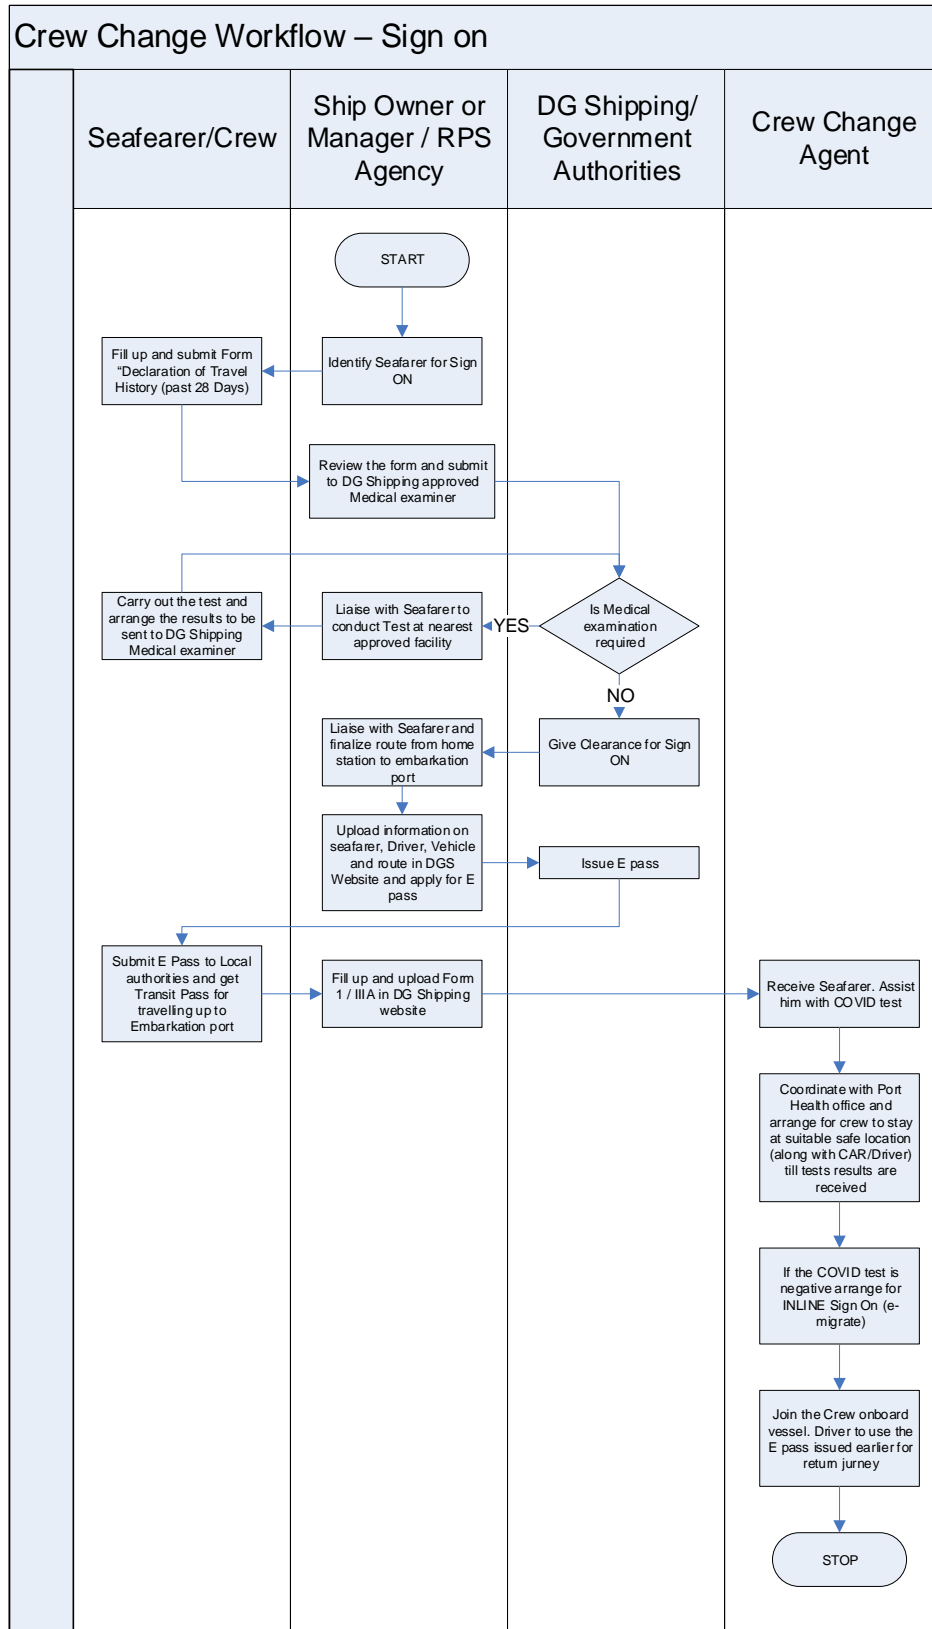 Crew Change Workflow – Sign on
Seafearer/Crew
Ship Owner or
Manager / RPS
Agency
DG Shipping/
Government
Authorities
Crew Change
Agent
START
Identify Seafarer for Sign
ON
Fill up and submit Form
“Declaration of Travel
History (past 28 Days)
Review the form and submit
to DG Shipping approved
Medical examiner
Is Medical
examination
required
YES
Liaise with Seafarer to
conduct Test at nearest
approved facility
Carry out the test and
arrange the results to be
sent to DG Shipping
Medical examiner
NO
Give Clearance for Sign
ON
Liaise with Seafarer and
finalize route from home
station to embarkation
port
Upload information on
seafarer, Driver, Vehicle
and route in DGS
Website and apply for E
pass
Issue E pass
Submit E Pass to Local
authorities and get
Transit Pass for
travelling up to
Embarkation port
Fill up and upload Form
1 / IIIA in DG Shipping
website
Receive Seafarer. Assist
him with COVID test
Coordinate with Port
Health office and
arrange for crew to stay
at suitable safe location
(along with CAR/Driver)
till tests results are
received
If the COVID test is
negative arrange for
INLINE Sign On (e-
migrate)
Join the Crew onboard
vessel. Driver to use the
E pass issued earlier for
return jurney
STOP